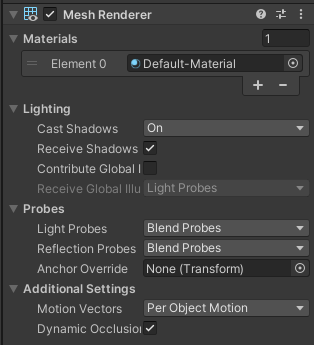 Mesh Renderer
Materials 1
Element 0 Default-Material
+ −
Lighting
Cast Shadows On
Receive Shadows
Contribute Global I
Receive Global Illu Light Probes
Probes
Light Probes Blend Probes
Reflection Probes Blend Probes
Anchor Override None (Transform)
Additional Settings
Motion Vectors Per Object Motion
Dynamic Occlusion